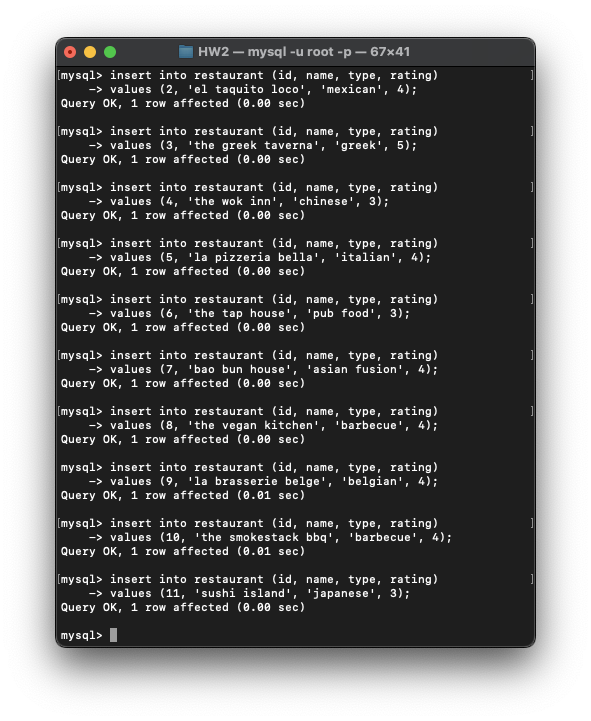 HW2 — mysql -u root -p — 67×41
[mysql> insert into restaurant (id, name, type, rating) ]
-> values (2, 'el taquito loco', 'mexican', 4);
Query OK, 1 row affected (0.00 sec)
[mysql> insert into restaurant (id, name, type, rating) ]
-> values (3, 'the greek taverna', 'greek', 5);
Query OK, 1 row affected (0.00 sec)
[mysql> insert into restaurant (id, name, type, rating) ]
-> values (4, 'the wok inn', 'chinese', 3);
Query OK, 1 row affected (0.00 sec)
[mysql> insert into restaurant (id, name, type, rating) ]
-> values (5, 'la pizzeria bella', 'italian', 4);
Query OK, 1 row affected (0.00 sec)
[mysql> insert into restaurant (id, name, type, rating) ]
-> values (6, 'the tap house', 'pub food', 3);
Query OK, 1 row affected (0.00 sec)
[mysql> insert into restaurant (id, name, type, rating) ]
-> values (7, 'bao bun house', 'asian fusion', 4);
Query OK, 1 row affected (0.00 sec)
[mysql> insert into restaurant (id, name, type, rating) ]
-> values (8, 'the vegan kitchen', 'barbecue', 4);
Query OK, 1 row affected (0.00 sec)
mysql> insert into restaurant (id, name, type, rating)
-> values (9, 'la brasserie belge', 'belgian', 4);
Query OK, 1 row affected (0.01 sec)
[mysql> insert into restaurant (id, name, type, rating) ]
-> values (10, 'the smokestack bbq', 'barbecue', 4);
Query OK, 1 row affected (0.01 sec)
[mysql> insert into restaurant (id, name, type, rating) ]
-> values (11, 'sushi island', 'japanese', 3);
Query OK, 1 row affected (0.00 sec)
mysql>